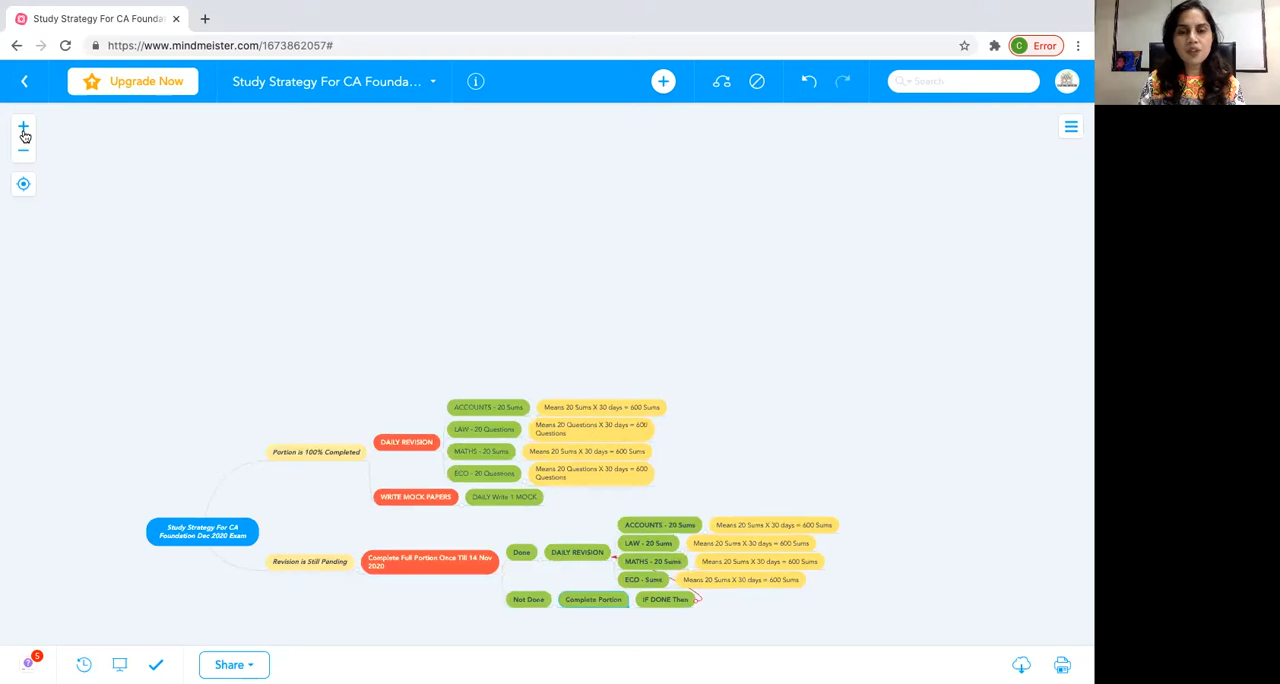 Study Strategy For CA Founda
https://www.mindmeister.com/1673862057#
C Error
Upgrade Now
Study Strategy For CA Founda...
Search
ACCOUNTS - 20 Sums
Means 20 Sums X 30 days = 600 Sums
LAW - 20 Questions
Means 20 Questions X 30 days = 600
Questions
DAILY REVISION
Portion is 100% Completed
MATHS - 20 Sums
Means 20 Sums X 30 days = 600 Sums
ECO - 20 Questions
Means 20 Questions X 30 days = 600
Questions
WRITE MOCK PAPERS
DAILY Write 1 MOCK
Study Strategy For CA
Foundation Dec 2020 Exam
ACCOUNTS - 20 Sums
Means 20 Sums X 30 days = 600 Sums
LAW - 20 Sums
Means 20 Sums X 30 days = 600 Sums
Revision is Still Pending
Complete Full Portion Once Till 14 Nov
2020
Done
DAILY REVISION
MATHS - 20 Sums
Means 20 Sums X 30 days = 600 Sums
ECO - Sums
Means 20 Sums X 30 days = 600 Sums
Not Done
Complete Portion
IF DONE Then
5
Share